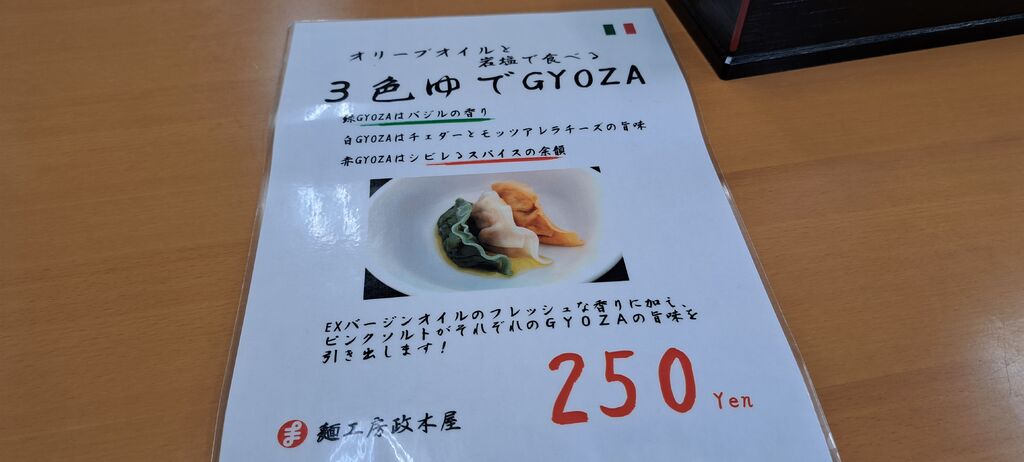 オリーブオイルと
岩塩で食べる
3色ゆでGYOZA
緑GYOZAはバジルの香り
白GYOZAはチェダーとモッツアレラチーズの旨味
赤GYOZAはシビレるスパイスの余韻
EXバージンオイルのフレッシュな香りに加え、
ピンクソルトがそれぞれのGYOZAの旨味を
引き出します!
250 Yen
ま 麺工房政木屋